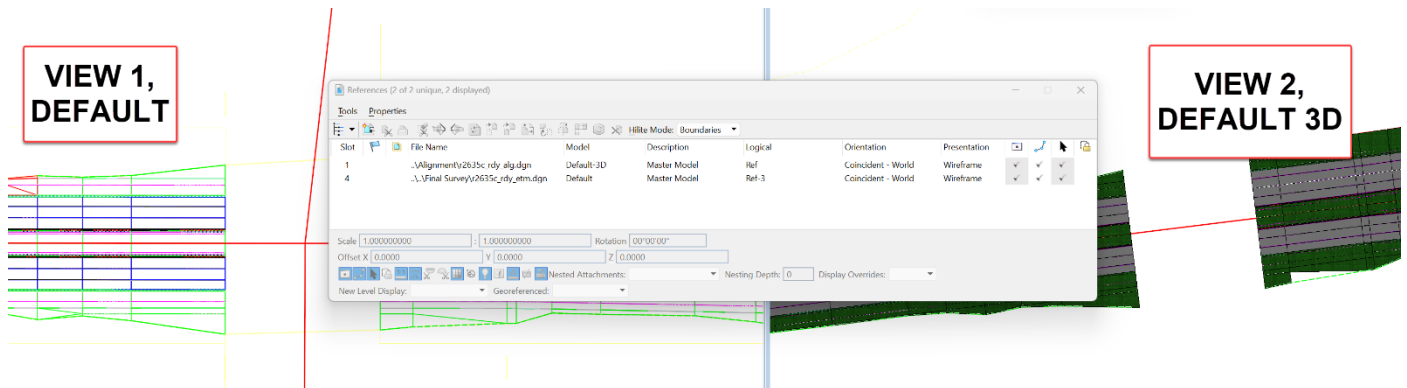 VIEW 1,
DEFAULT
References (2 of 2 unique, 2 displayed)
Tools Properties
Hilite Mode: Boundaries
Slot File Name Model Description Logical Orientation Presentation
1 ..\Alignment\r2635c_rdy_alg.dgn Default-3D Master Model Ref Coincident - World Wireframe
4 ..\..\Final Survey\r2635c_rdy_etm.dgn Default Master Model Ref-3 Coincident - World Wireframe
Scale 1.000000000 : 1.000000000 Rotation 00°00'00"
Offset X 0.0000 Y 0.0000 Z 0.0000
Nested Attachments: Nesting Depth: 0 Display Overrides:
New Level Display: Georeferenced:
VIEW 2,
DEFAULT 3D